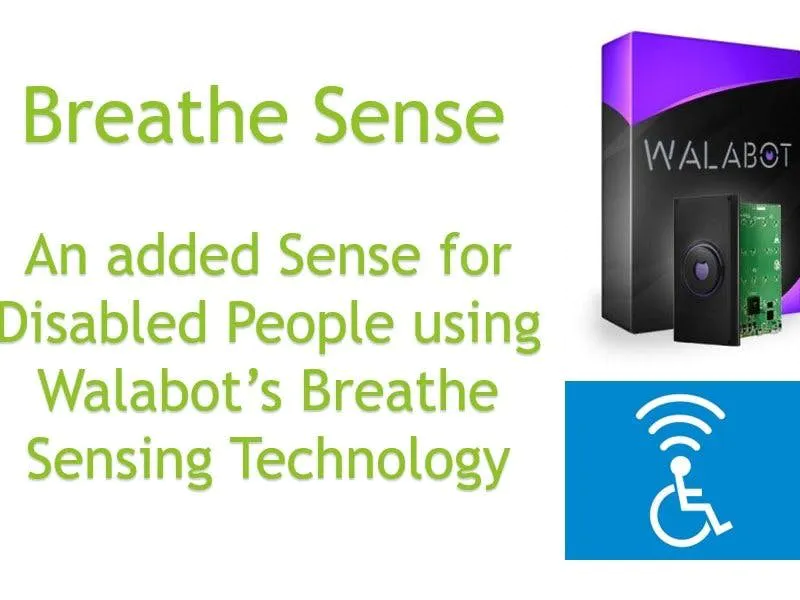 Breathe Sense
An added Sense for
Disabled People using
Walabot’s Breathe
Sensing Technology
WALABOT